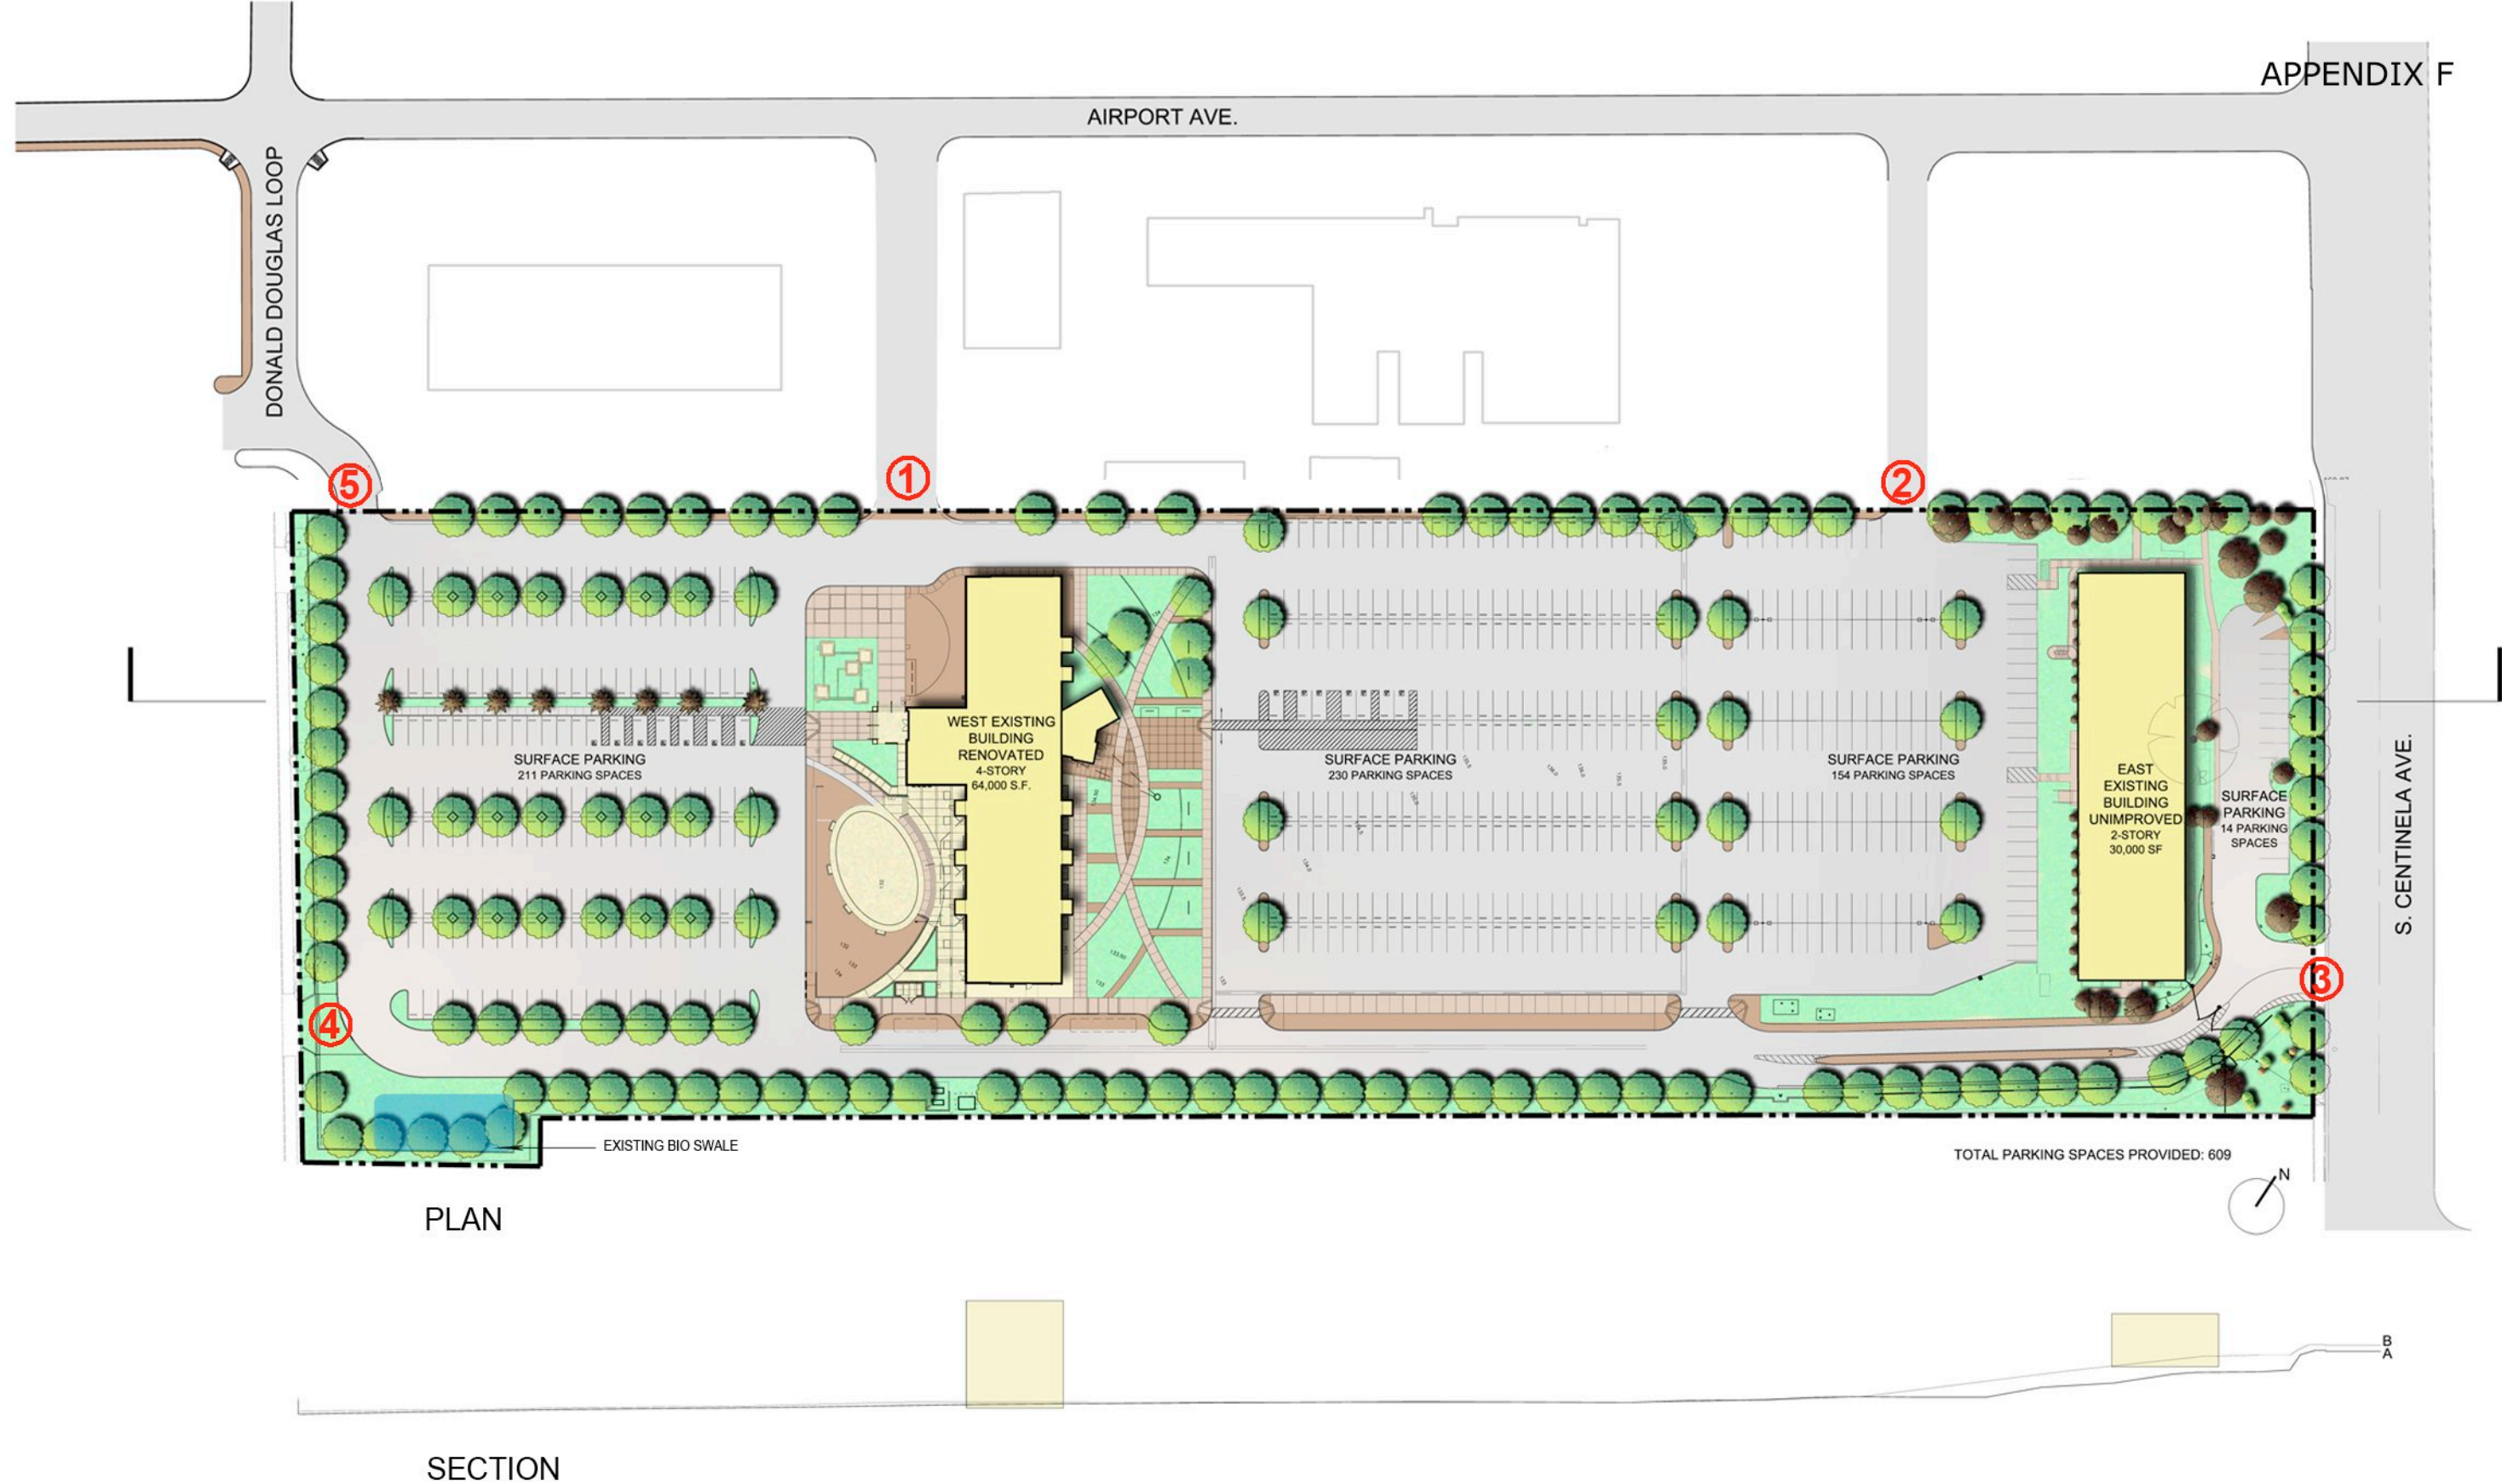 APPENDIX F
AIRPORT AVE.
DONALD DOUGLAS LOOP
5
1
2
WEST EXISTING
BUILDING
RENOVATED
4-STORY
64,000 S.F.
SURFACE PARKING
211 PARKING SPACES
SURFACE PARKING
230 PARKING SPACES
SURFACE PARKING
154 PARKING SPACES
EAST
EXISTING
BUILDING
UNIMPROVED
2-STORY
30,000 SF
SURFACE
PARKING
14 PARKING
SPACES
S. CENTINELA AVE.
3
4
EXISTING BIO SWALE
TOTAL PARKING SPACES PROVIDED: 609
N
PLAN
B
A
SECTION